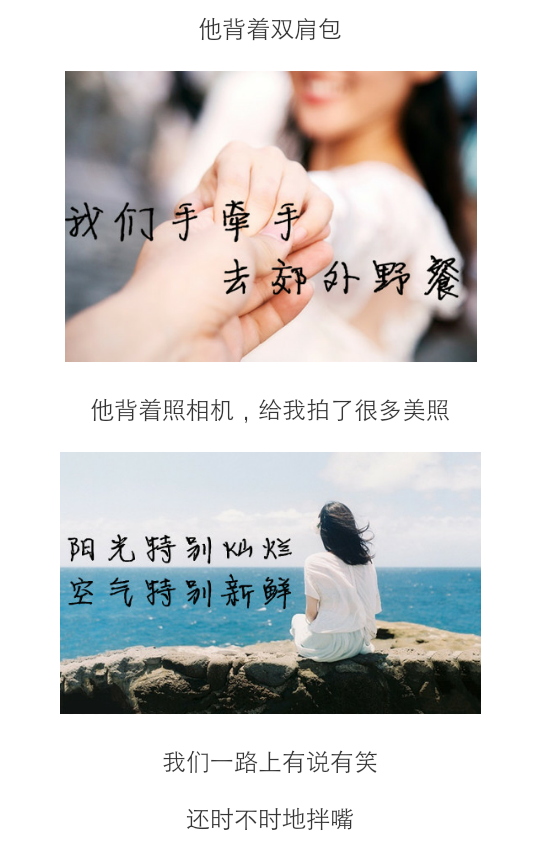 他背着双肩包
我们手牵手
去郊外野餐
他背着照相机，给我拍了很多美照
阳光特别灿烂
空气特别新鲜
我们一路上有说有笑
还时不时地拌嘴